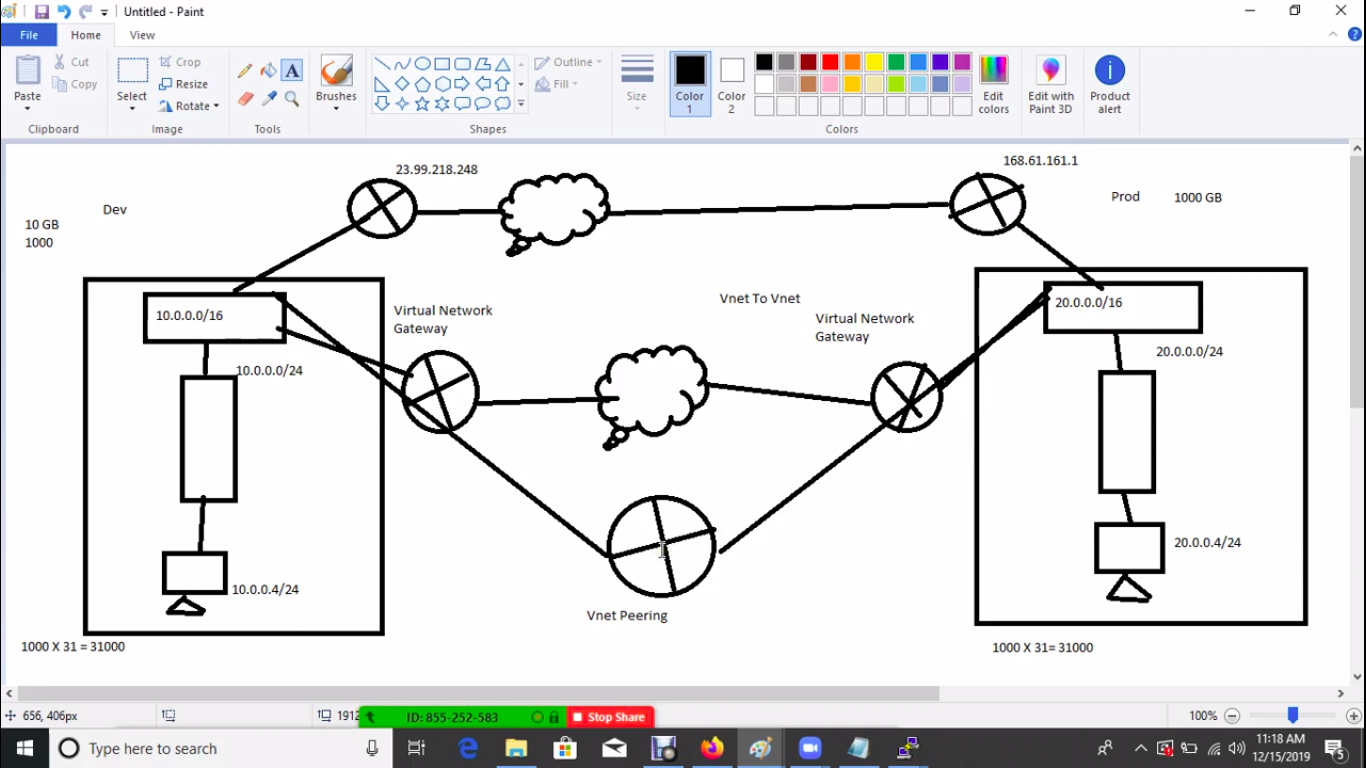 Untitled - Paint
File
Home
View
Paste
Cut
Copy
Clipboard
Select
Crop
Resize
Rotate
Image
A
Tools
Brushes
Outline
Fill
Shapes
Size
Color
1
Color
2
Edit
colors
Colors
Edit with
Paint 3D
Product
alert
23.99.218.248
168.61.161.1
Dev
Prod
1000 GB
10 GB
1000
10.0.0.0/16
Virtual Network
Gateway
Vnet To Vnet
Virtual Network
Gateway
20.0.0.0/16
10.0.0.0/24
20.0.0.0/24
10.0.0.4/24
20.0.0.4/24
Vnet Peering
1000 X 31 = 31000
1000 X 31= 31000
656, 406px
1912
ID: 855-252-583
Stop Share
100%
Type here to search
11:18 AM
12/15/2019
5